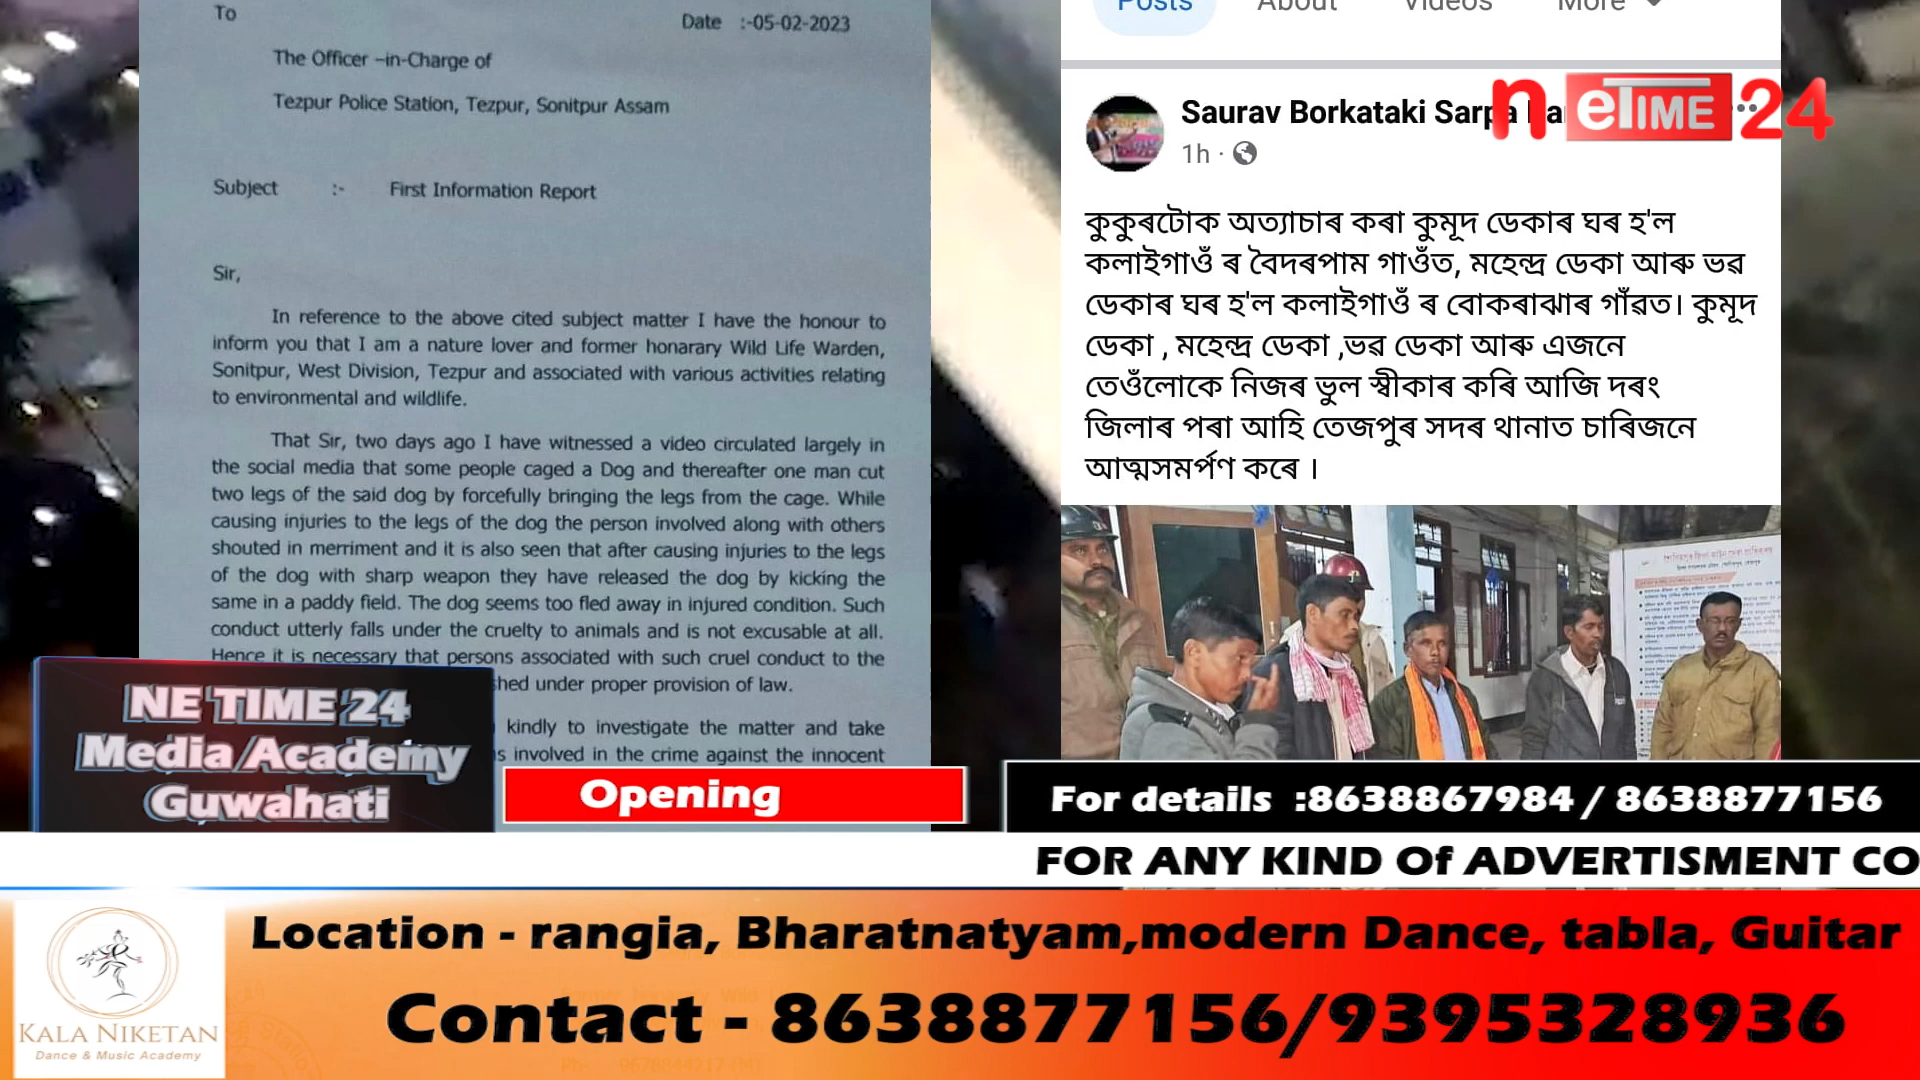 To
Date :-05-02-2023
The Officer –in-Charge of
Tezpur Police Station, Tezpur, Sonitpur Assam
Subject :- First Information Report
Sir,
In reference to the above cited subject matter I have the honour to
inform you that I am a nature lover and former honarary Wild Life Warden,
Sonitpur, West Division, Tezpur and associated with various activities relating
to environmental and wildlife.
That Sir, two days ago I have witnessed a video circulated largely in
the social media that some people caged a Dog and thereafter one man cut
two legs of the said dog by forcefully bringing the legs from the cage. While
causing injuries to the legs of the dog the person involved along with others
shouted in merriment and it is also seen that after causing injuries to the legs
of the dog with sharp weapon they have released the dog by kicking the
same in a paddy field. The dog seems too fled away in injured condition. Such
conduct utterly falls under the cruelty to animals and is not excusable at all.
Hence it is necessary that persons associated with such cruel conduct to the
under proper provision of law.
kindly to investigate the matter and take
involved in the crime against the innocent
Posts About Videos More
Saurav Borkataki Sarpa
1h ·
কুকুৰটোক অত্যাচাৰ কৰা কুমূদ ডেকাৰ ঘৰ হ'ল
কলাইগাওঁ ৰ বৈদৰপাম গাওঁত, মহেন্দ্ৰ ডেকা আৰু ভৱ
ডেকাৰ ঘৰ হ'ল কলাইগাওঁ ৰ বোকৰাঝাৰ গাঁৱত। কুমূদ
ডেকা , মহেন্দ্ৰ ডেকা ,ভৱ ডেকা আৰু এজনে
তেওঁলোকে নিজৰ ভুল স্বীকাৰ কৰি আজি দৰং
জিলাৰ পৰা আহি তেজপুৰ সদৰ থানাত চাৰিজনে
আত্মসমৰ্পণ কৰে ।
n eTIME 24
NE TIME 24
Media Academy
Guwahati
Opening
For details :8638867984 / 8638877156
FOR ANY KIND Of ADVERTISMENT CO
Location - rangia, Bharatnatyam,modern Dance, tabla, Guitar
Contact - 8638877156/9395328936
KALA NIKETAN
Dance & Music Academy